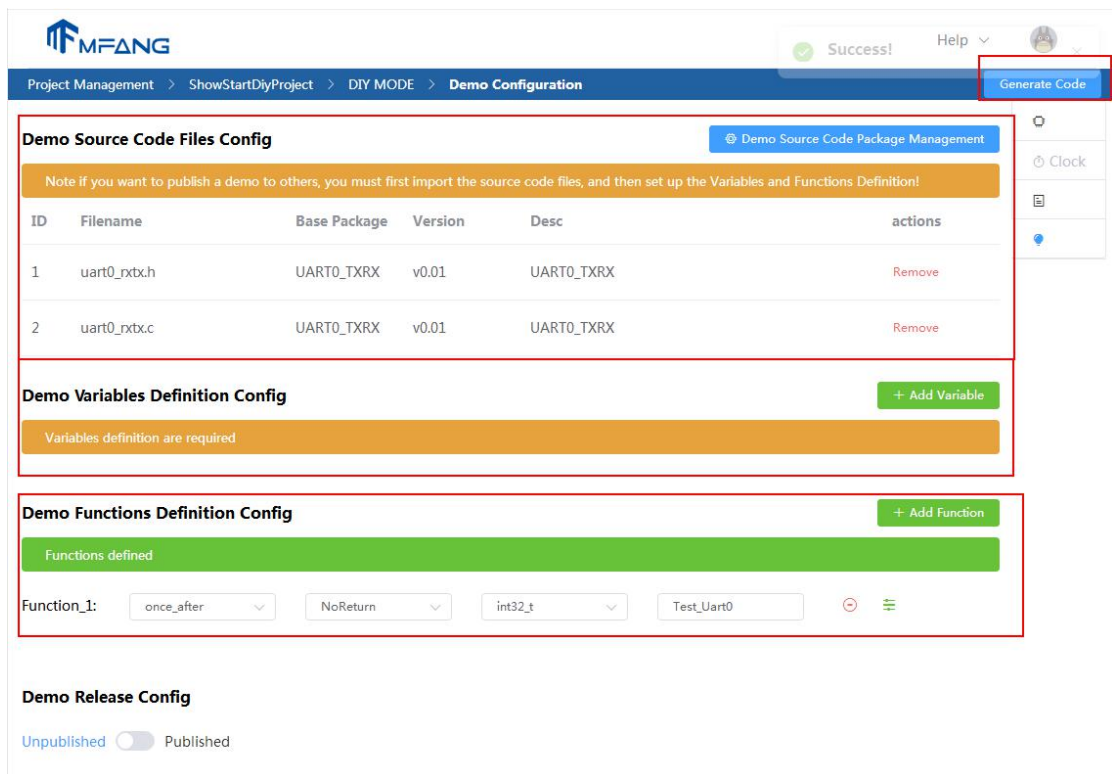 MFANG
Success!
Help
Project Management > ShowStartDiyProject > DIY MODE > Demo Configuration
Generate Code
Demo Source Code Files Config
Demo Source Code Package Management
Clock
Note if you want to publish a demo to others, you must first import the source code files, and then set up the Variables and Functions Definition!
ID Filename Base Package Version Desc actions
1 uart0_rxtx.h UART0_TXRX v0.01 UART0_TXRX Remove
2 uart0_rxtx.c UART0_TXRX v0.01 UART0_TXRX Remove
Demo Variables Definition Config
+ Add Variable
Variables definition are required
Demo Functions Definition Config
+ Add Function
Functions defined
Function_1: once_after NoReturn int32_t Test_Uart0
Demo Release Config
Unpublished Published